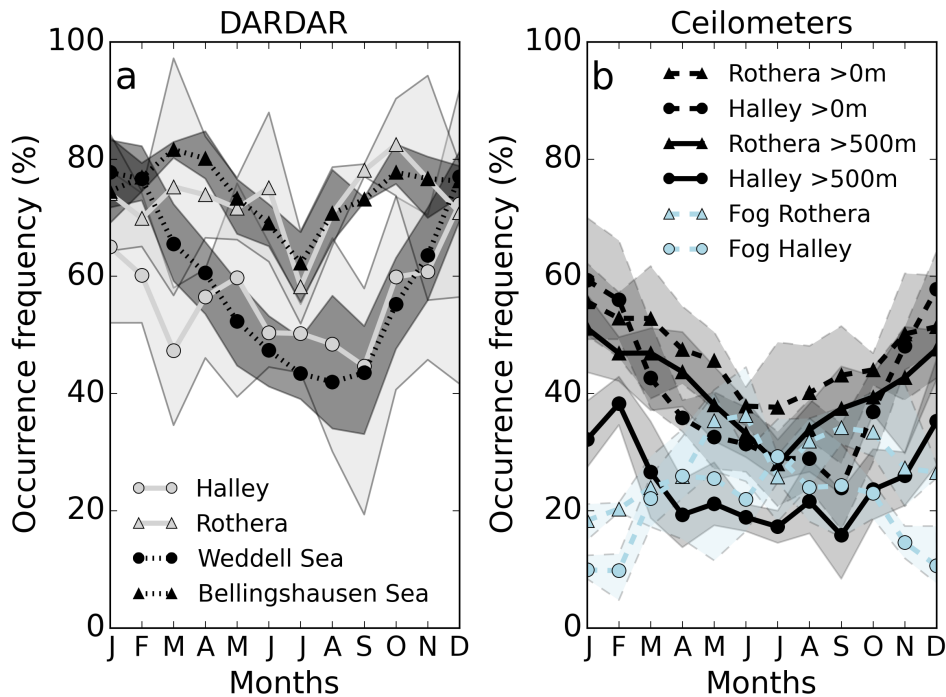 DARDAR
Ceilometers
a
b
Occurrence frequency (%)
100
80
60
40
20
0
Halley
Rothera
Weddell Sea
Bellingshausen Sea
J F M A M J J A S O N D
Months
Occurrence frequency (%)
100
80
60
40
20
0
Rothera >0m
Halley >0m
Rothera >500m
Halley >500m
Fog Rothera
Fog Halley
J F M A M J J A S O N D
Months